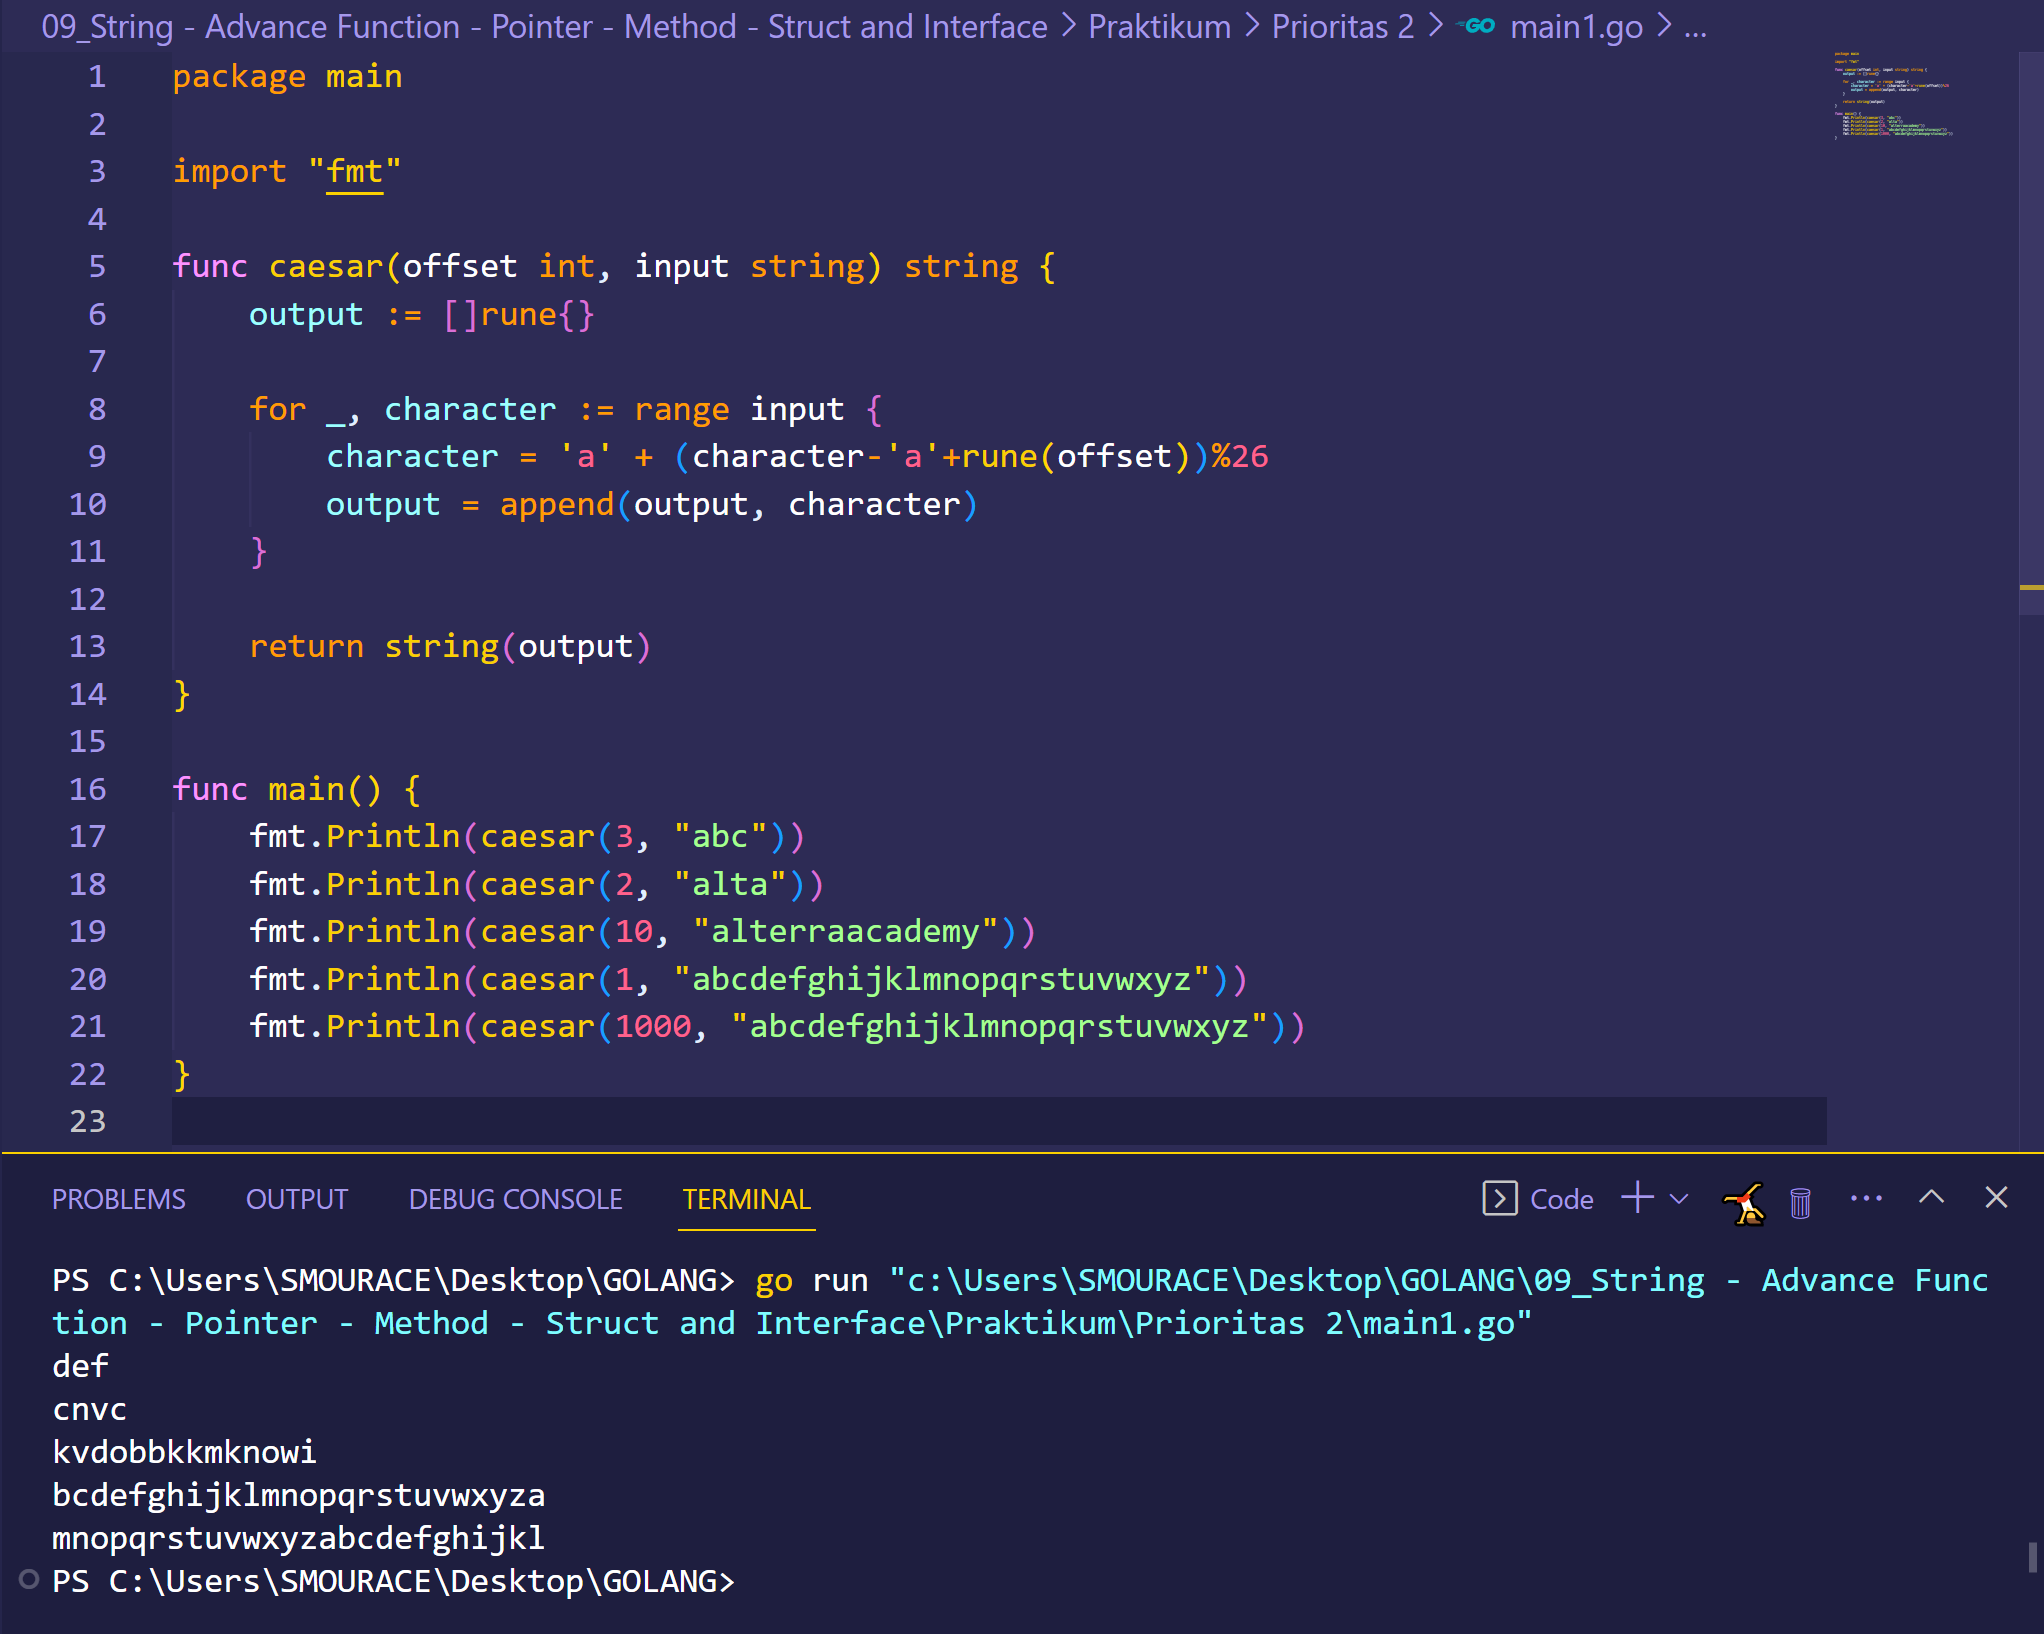 09_String - Advance Function - Pointer - Method - Struct and Interface > Praktikum > Prioritas 2 > GO main1.go > ...
1 package main
2
3 import "fmt"
4
5 func caesar(offset int, input string) string {
6     output := []rune{}
7
8     for _, character := range input {
9         character = 'a' + (character-'a'+rune(offset))%26
10         output = append(output, character)
11     }
12
13     return string(output)
14 }
15
16 func main() {
17     fmt.Println(caesar(3, "abc"))
18     fmt.Println(caesar(2, "alta"))
19     fmt.Println(caesar(10, "alterraacademy"))
20     fmt.Println(caesar(1, "abcdefghijklmnopqrstuvwxyz"))
21     fmt.Println(caesar(1000, "abcdefghijklmnopqrstuvwxyz"))
22 }
23
PROBLEMS OUTPUT DEBUG CONSOLE TERMINAL Code
PS C:\Users\SMOURACE\Desktop\GOLANG> go run "c:\Users\SMOURACE\Desktop\GOLANG\09_String - Advance Func
tion - Pointer - Method - Struct and Interface\Praktikum\Prioritas 2\main1.go"
def
cnvc
kvdobbkkmknowi
bcdefghijklmnopqrstuvwxyza
mnopqrstuvwxyzabcdefghijkl
PS C:\Users\SMOURACE\Desktop\GOLANG>